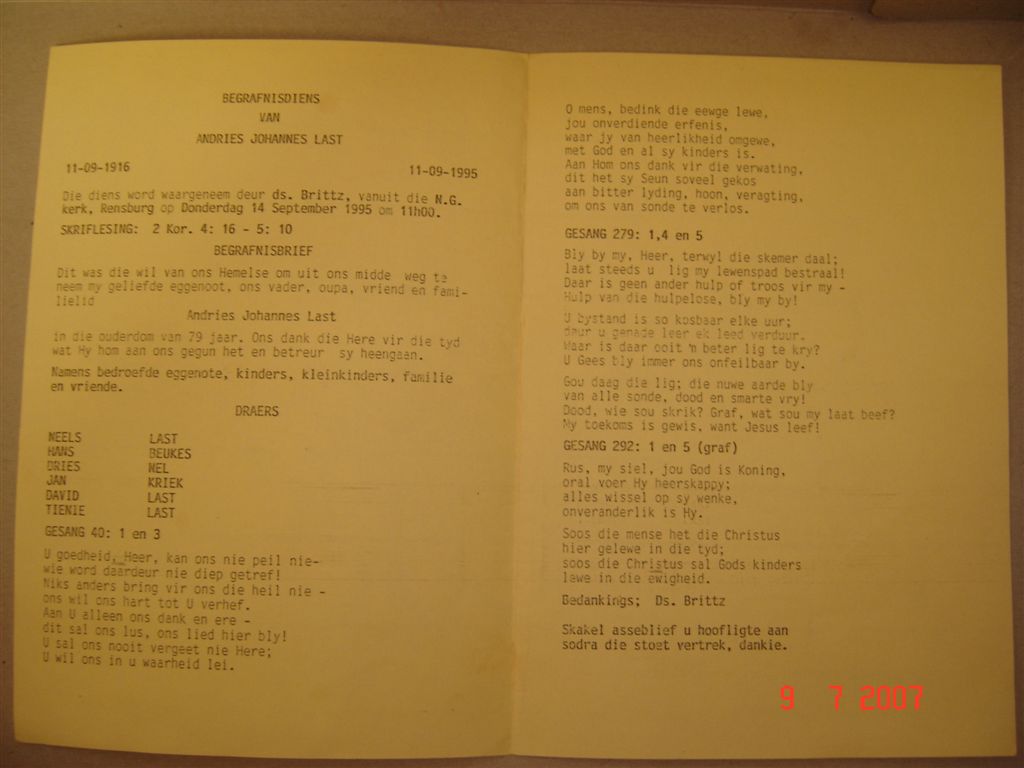 BEGRAFNISDIENS
VAN
ANDRIES JOHANNES LAST
11-09-1916 11-09-1995
Die diens word waargeneem deur ds. Brittz, vanuit die N.G.
kerk, Rensburg op Donderdag 14 September 1995 om 11h00.
SKRIFLESING: 2 Kor. 4: 16 - 5: 10
BEGRAFNISBRIEF
Dit was die wil van ons Hemelse om uit ons midde weg te
neem my geliefde eggenoot, ons vader, oupa, vriend en fami-
lielid
Andries Johannes Last
in die ouderdom van 79 jaar. Ons dank die Here vir die tyd
wat Hy hom aan ons gegun het en betreur sy heengaan.
Namens bedroefde eggenote, kinders, kleinkinders, familie
en vriende.
DRAERS
NEELS LAST
HANS BEUKES
DRIES NEL
JAN KRIEK
DAVID LAST
TIENIE LAST
GESANG 40: 1 en 3
U goedheid, Heer, kan ons nie peil nie-
wie word daardeur nie diep getref!
Niks anders bring vir ons die heil nie -
ons wil ons hart tot U verhef.
Aan U alleen ons dank en ere -
dit sal ons lus, ons lied hier bly!
U sal ons nooit vergeet nie Here;
U wil ons in u waarheid lei.
O mens, bedink die eewge lewe,
jou onverdiende erfenis,
waar jy van heerlikheid omgewe,
met God en al sy kinders is.
Aan Hom ons dank vir die verwating,
dit het sy Seun soveel gekos
aan bitter lyding, hoon, veragting,
om ons van sonde te verlos.
GESANG 279: 1,4 en 5
Bly by my, Heer, terwyl die skemer daal;
laat steeds u lig my lewenspad bestraal!
Daar is geen ander hulp of troos vir my -
Hulp van die hulpelose, bly my by!
U bystand is so kosbaar elke uur;
deur u genade leer ek leed verduur.
Waar is daar ooit 'n beter lig te kry?
U Gees bly immer ons onfeilbaar by.
Gou daag die lig; die nuwe aarde bly
van alle sonde, dood en smarte vry!
Dood, wie sou skrik? Graf, wat sou my laat beef?
My toekoms is gewis, want Jesus leef!
GESANG 292: 1 en 5 (graf)
Rus, my siel, jou God is Koning,
oral voer Hy heerskappy;
alles wissel op sy wenke,
onveranderlik is Hy.
Soos die mense het die Christus
hier gelewe in die tyd;
soos die Christus sal Gods kinders
lewe in die ewigheid.
Bedankings; Ds. Brittz
Skakel asseblief u hoofligte aan
sodra die stoet vertrek, dankie.
9 7 2007